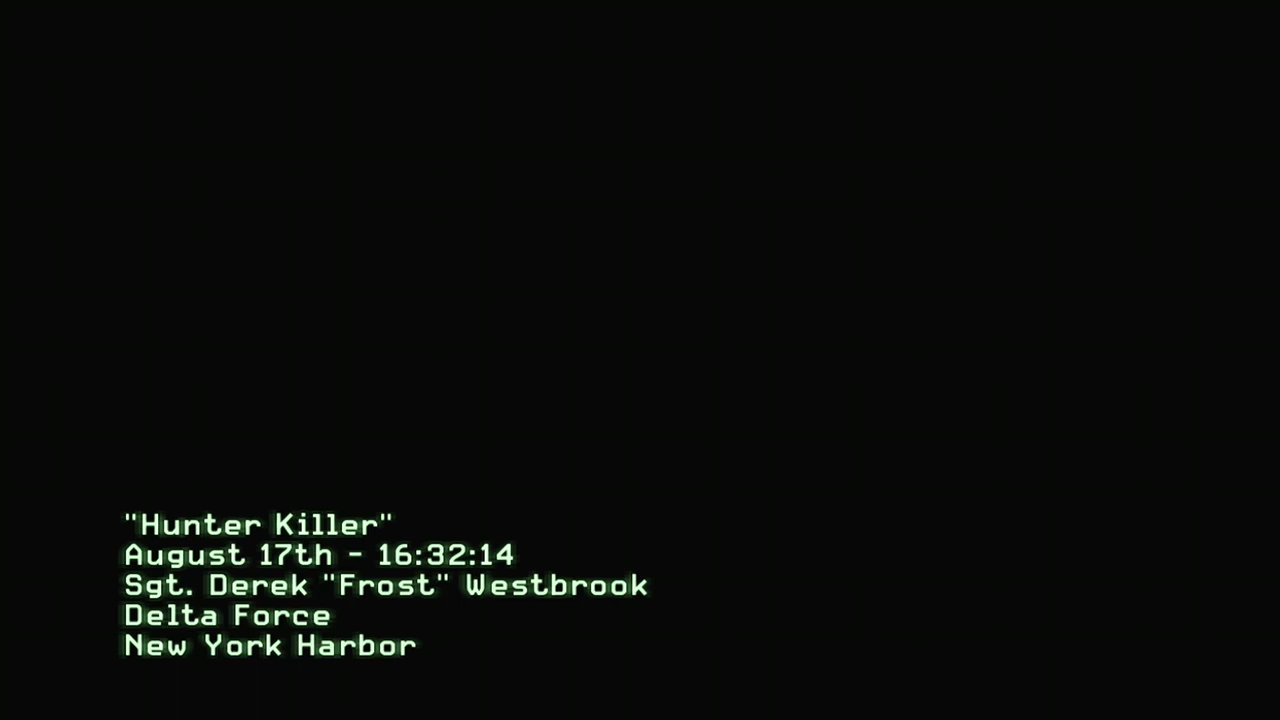 "Hunter Killer"
August 17th - 16:32:14
Sgt. Derek "Frost" Westbrook
Delta Force
New York Harbor